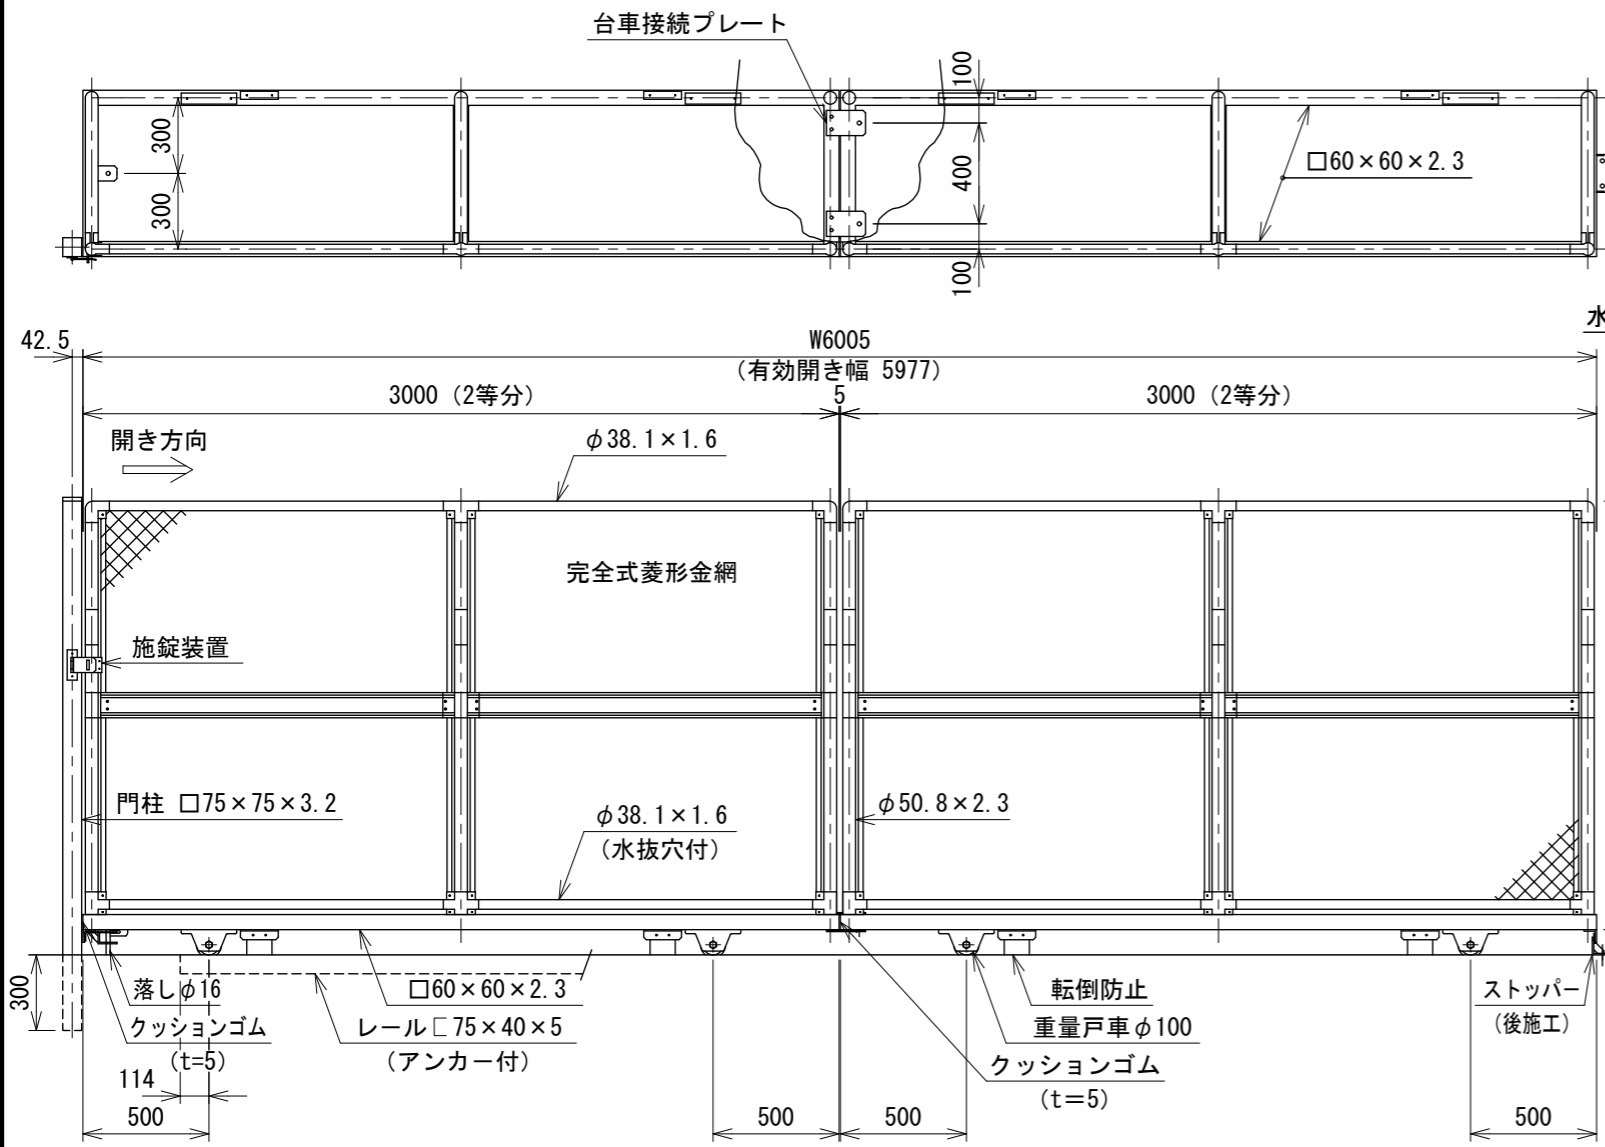 台車接続プレート
100
300
300
400
□60×60×2.3
100
水
42.5
W6005
(有効開き幅 5977)
3000 (2等分)
5
3000 (2等分)
開き方向
φ38.1×1.6
完全式菱形金網
施錠装置
門柱 □75×75×3.2
φ38.1×1.6
(水抜穴付)
φ50.8×2.3
300
落しφ16
□60×60×2.3
転倒防止
ストッパー
クッションゴム
レール⊏75×40×5
重量戸車φ100
(後施工)
(t=5)
(アンカー付)
クッションゴム
114
(t=5)
500
500
500
500